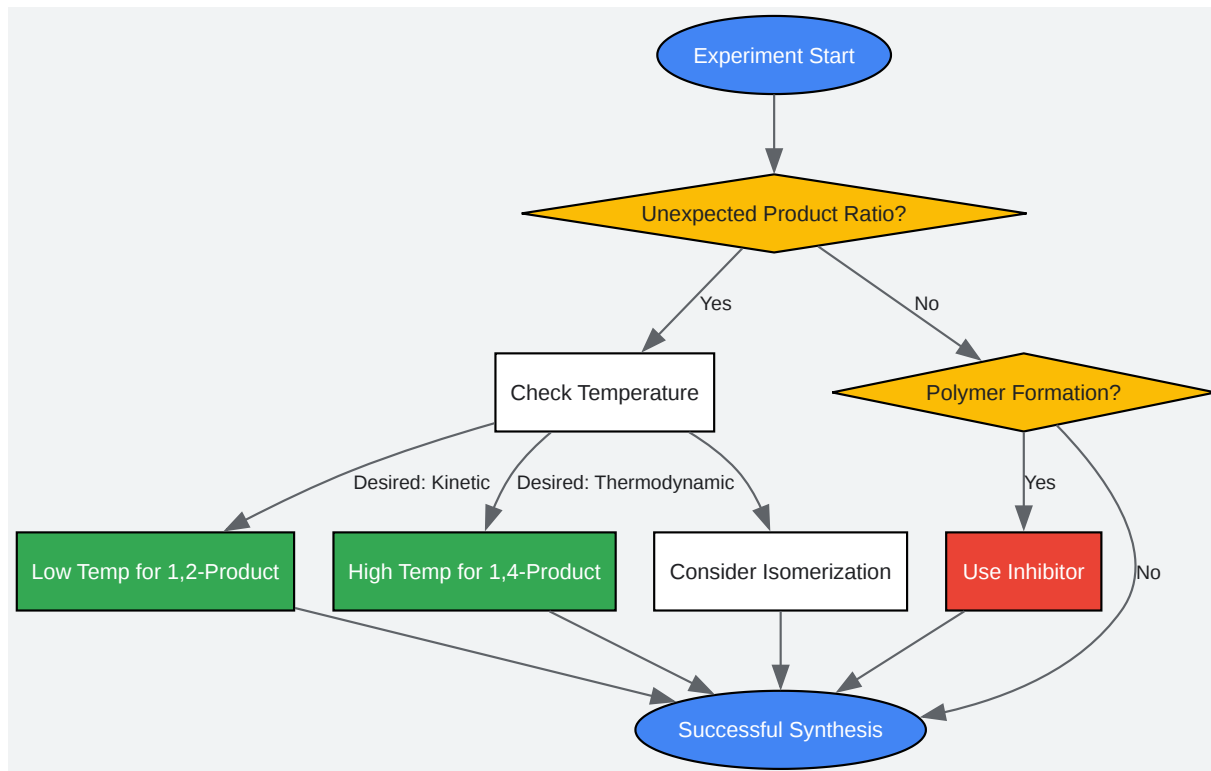 Experiment Start
Unexpected Product Ratio?
Yes
No
Check Temperature
Polymer Formation?
Desired: Kinetic
Desired: Thermodynamic
Yes
Low Temp for 1,2-Product
High Temp for 1,4-Product
Consider Isomerization
Use Inhibitor
No
Successful Synthesis